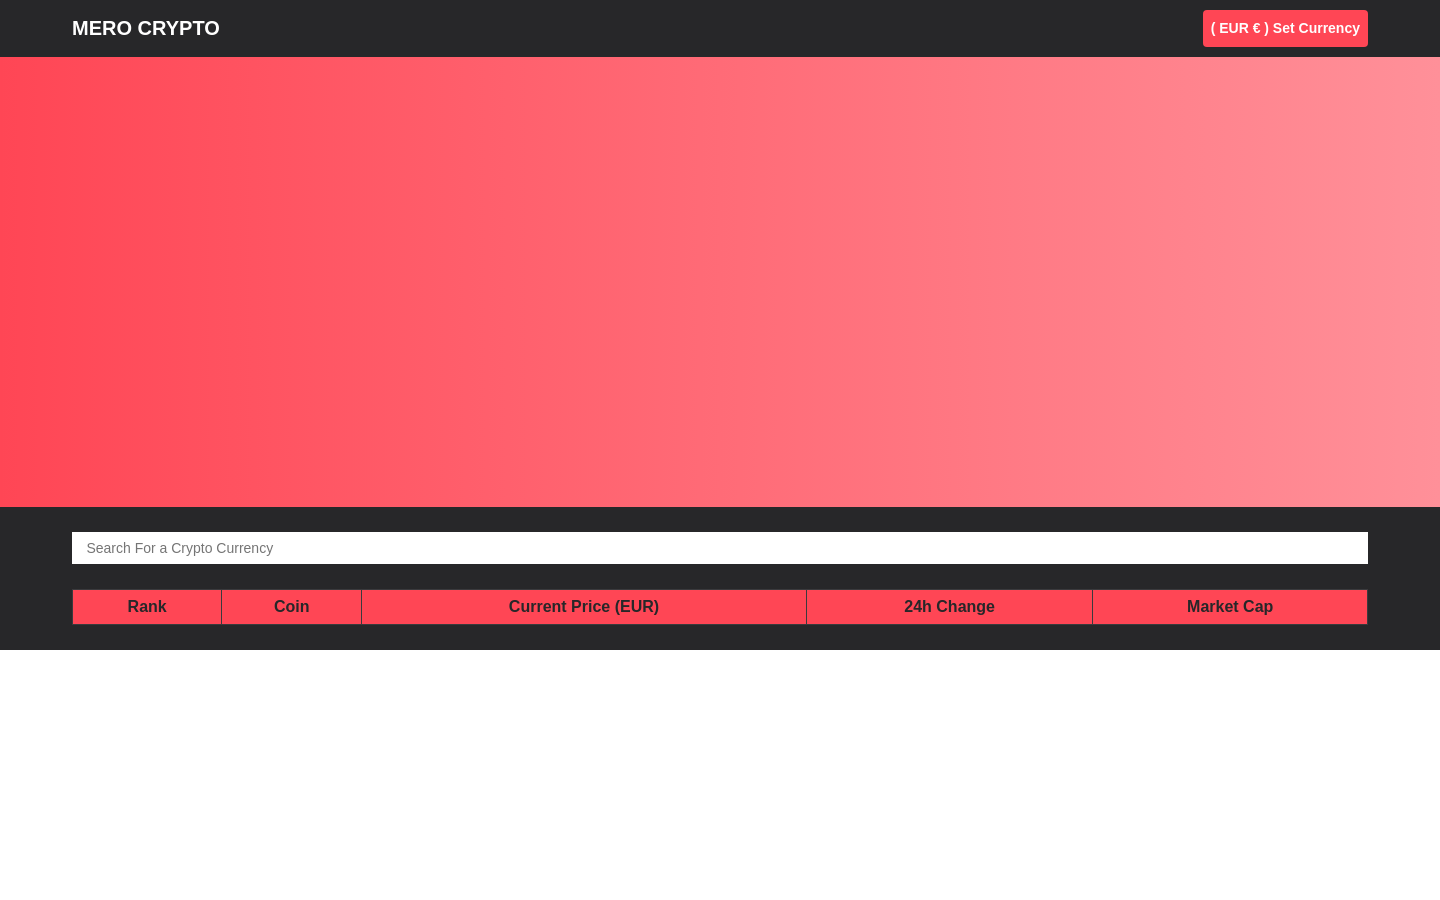 MERO CRYPTO
( EUR € ) Set Currency
Search For a Crypto Currency
Rank Coin Current Price (EUR) 24h Change Market Cap